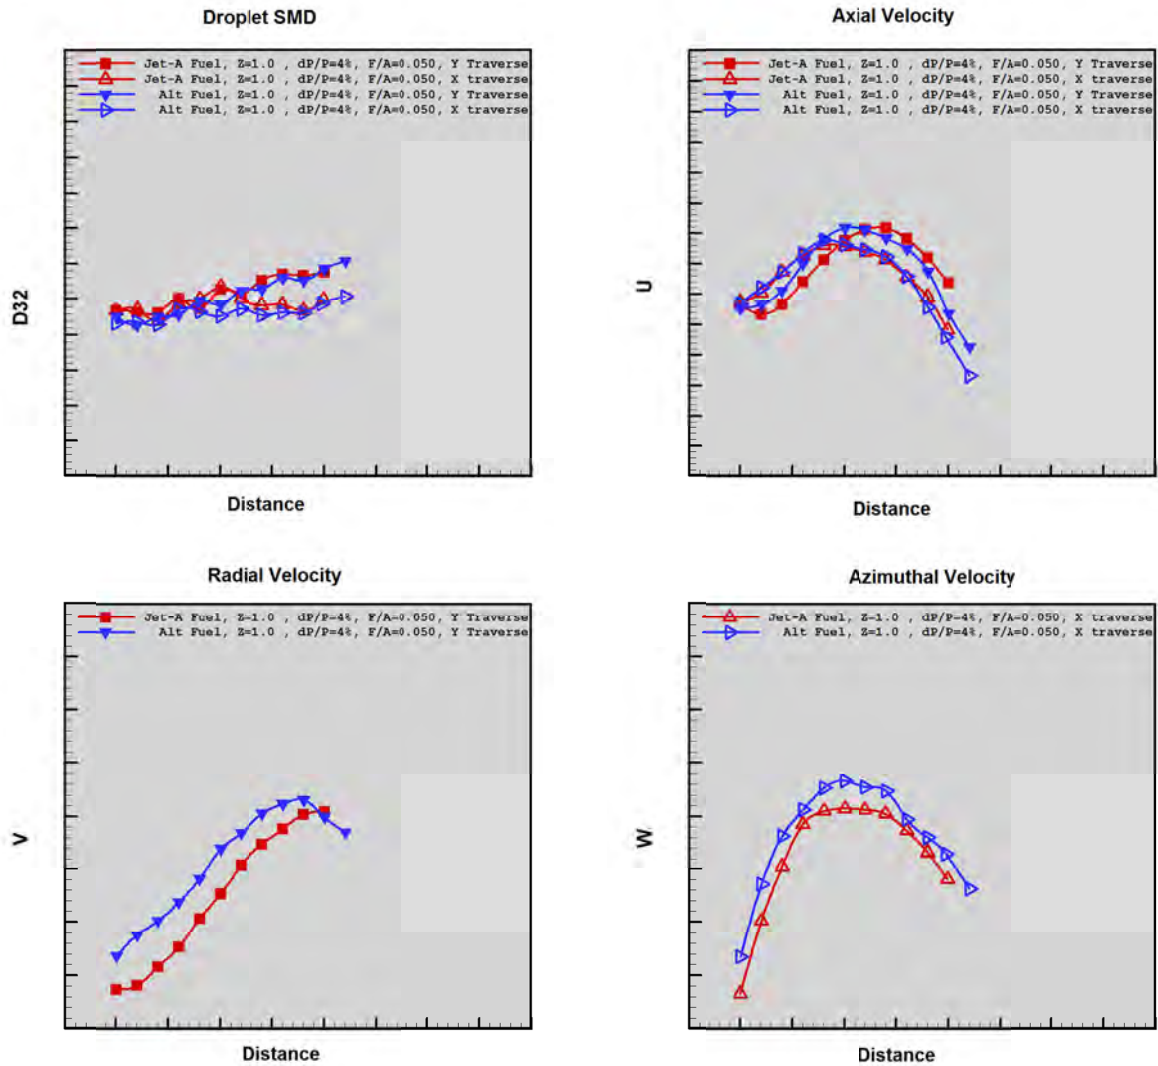 Droplet SMD
Jet-A Fuel, Z=1.0 , dP/P=4%, F/A=0.050, Y Traverse
Jet-A Fuel, Z=1.0 , dP/P=4%, F/A=0.050, X traverse
Alt Fuel, Z=1.0 , dP/P=4%, F/A=0.050, Y Traverse
Alt Fuel, Z=1.0 , dP/P=4%, F/A=0.050, X traverse
D32
Distance
Axial Velocity
Jet-A Fuel, Z=1.0 , dP/P=4%, F/A=0.050, Y Traverse
Jet-A Fuel, Z=1.0 , dP/P=4%, F/A=0.050, X traverse
Alt Fuel, Z=1.0 , dP/P=4%, F/A=0.050, Y Traverse
Alt Fuel, Z=1.0 , dP/P=4%, F/A=0.050, X traverse
U
Distance
Radial Velocity
Jet-A Fuel, Z=1.0 , dP/P=4%, F/A=0.050, Y Traverse
Alt Fuel, Z=1.0 , dP/P=4%, F/A=0.050, Y Traverse
V
Distance
Azimuthal Velocity
Jet-A Fuel, Z=1.0 , dP/P=4%, F/A=0.050, X traverse
Alt Fuel, Z=1.0 , dP/P=4%, F/A=0.050, X traverse
W
Distance